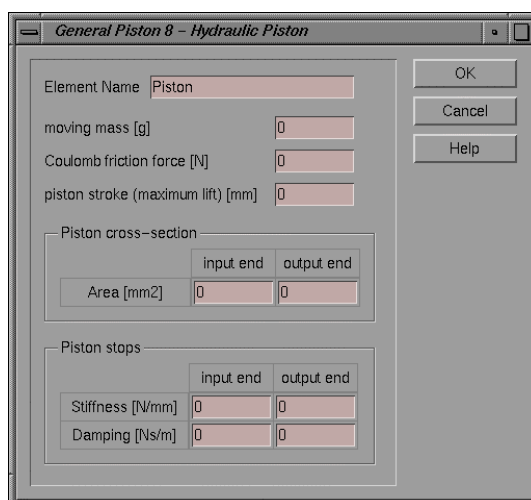 General Piston 8 – Hydraulic Piston
Element Name Piston
moving mass [g] 0
Coulomb friction force [N] 0
piston stroke (maximum lift) [mm] 0
Piston cross–section
input end output end
Area [mm2] 0 0
Piston stops
input end output end
Stiffness [N/mm] 0 0
Damping [Ns/m] 0 0
OK
Cancel
Help